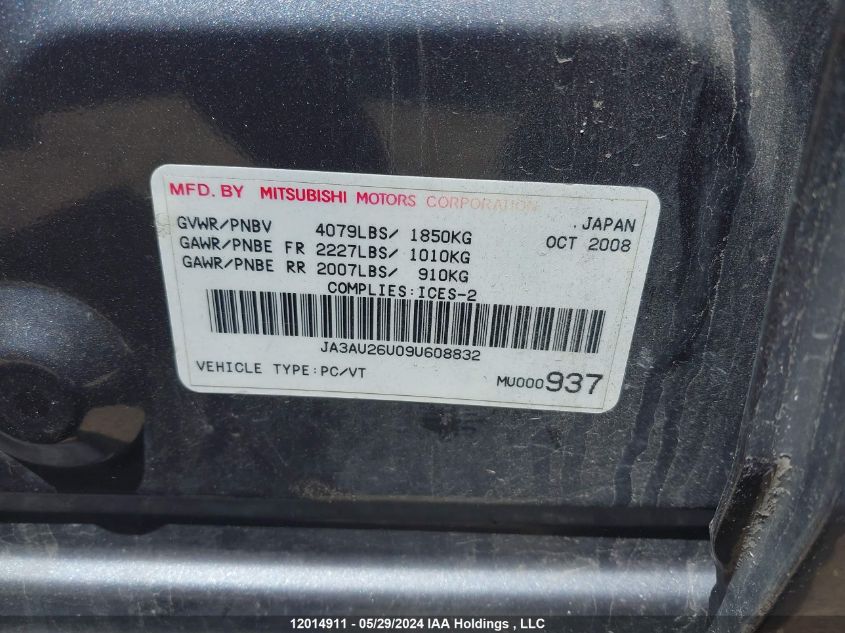 MFD. BY MITSUBISHI MOTORS CORPORATION
GVWR/PNBV 4079LBS/ 1850KG .JAPAN
GAWR/PNBE FR 2227LBS/ 1010KG OCT 2008
GAWR/PNBE RR 2007LBS/ 910KG
COMPLIES:ICES-2
JA3AU26U09U608832
VEHICLE TYPE:PC/VT MU000937
12014911 - 05/29/2024 IAA Holdings , LLC